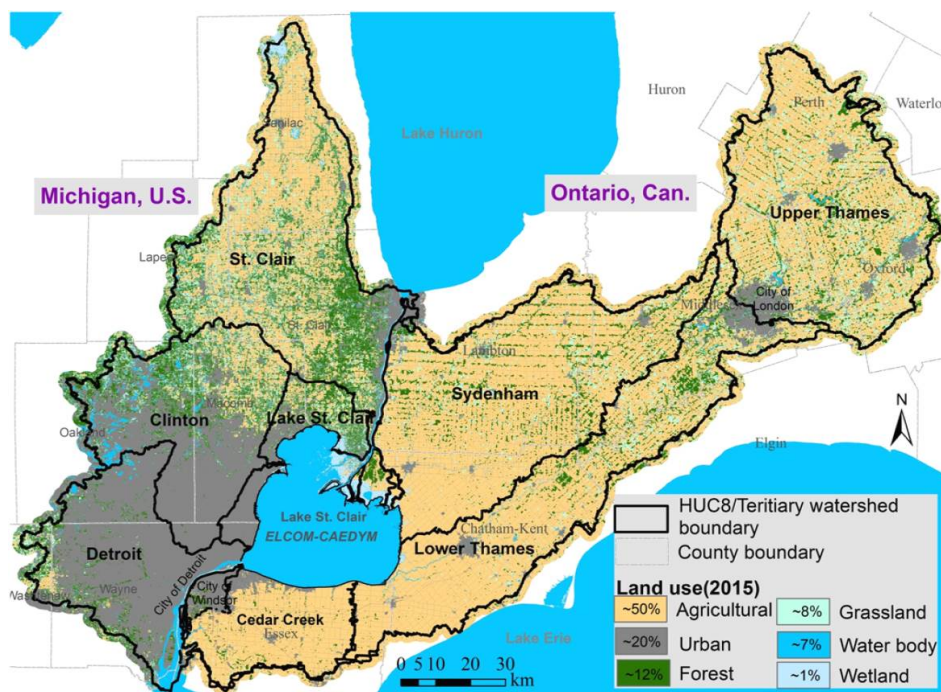 Huron
Perth
Waterloo
Sanilac
Lake Huron
Michigan, U.S.
Ontario, Can.
Upper Thames
Lapeer
St. Clair
Oxford
City of
London
Middlesex
St. Clair
Lambton
Sydenham
Macomb
Clinton
Lake St. Clair
Oakland
N
Elgin
Lake St. Clair
ELCOM-CAEDYM
Chatham-Kent
Lower Thames
Detroit
City of Detroit
Wayne
Washtenaw
City of
Windsor
Cedar Creek
Essex
Lake Erie
0 5 10 20 30
km
HUC8/Teritiary watershed
boundary
County boundary
Land use(2015)
~50% Agricultural
~20% Urban
~12% Forest
~8% Grassland
~7% Water body
~1% Wetland